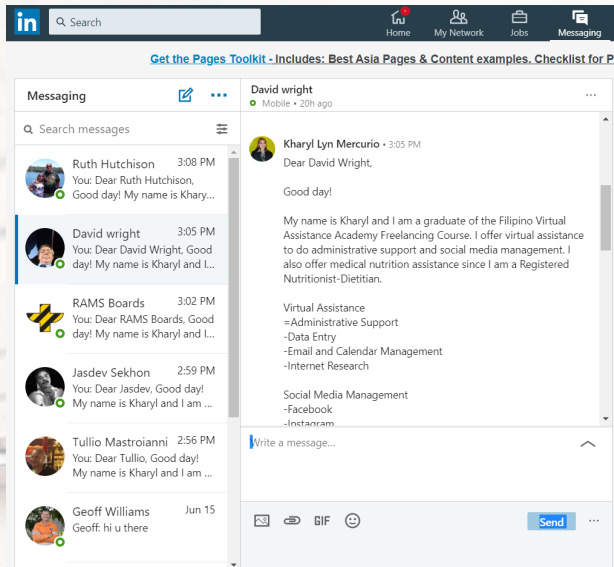 in
Search
Home
My Network
Jobs
Messaging
Get the Pages Toolkit - Includes: Best Asia Pages & Content examples. Checklist for P
Messaging
Search messages
Ruth Hutchison 3:08 PM
You: Dear Ruth Hutchison,
Good day! My name is Khary...
David wright 3:05 PM
You: Dear David Wright, Good
day! My name is Kharyl and I...
RAMS Boards 3:02 PM
You: Dear RAMS Boards, Good
day! My name is Kharyl and I...
Jasdev Sekhon 2:59 PM
You: Dear Jasdev, Good day!
My name is Kharyl and I am ...
Tullio Mastroianni 2:56 PM
You: Dear Tullio, Good day!
My name is Kharyl and I am ...
Geoff Williams Jun 15
Geoff: hi u there
David wright
Mobile • 20h ago
Kharyl Lyn Mercurio • 3:05 PM
Dear David Wright,
Good day!
My name is Kharyl and I am a graduate of the Filipino Virtual
Assistance Academy Freelancing Course. I offer virtual assistance
to do administrative support and social media management. I
also offer medical nutrition assistance since I am a Registered
Nutritionist-Dietitian.
Virtual Assistance
=Administrative Support
-Data Entry
-Email and Calendar Management
-Internet Research
Social Media Management
-Facebook
-Instagram
Write a message...
GIF
Send